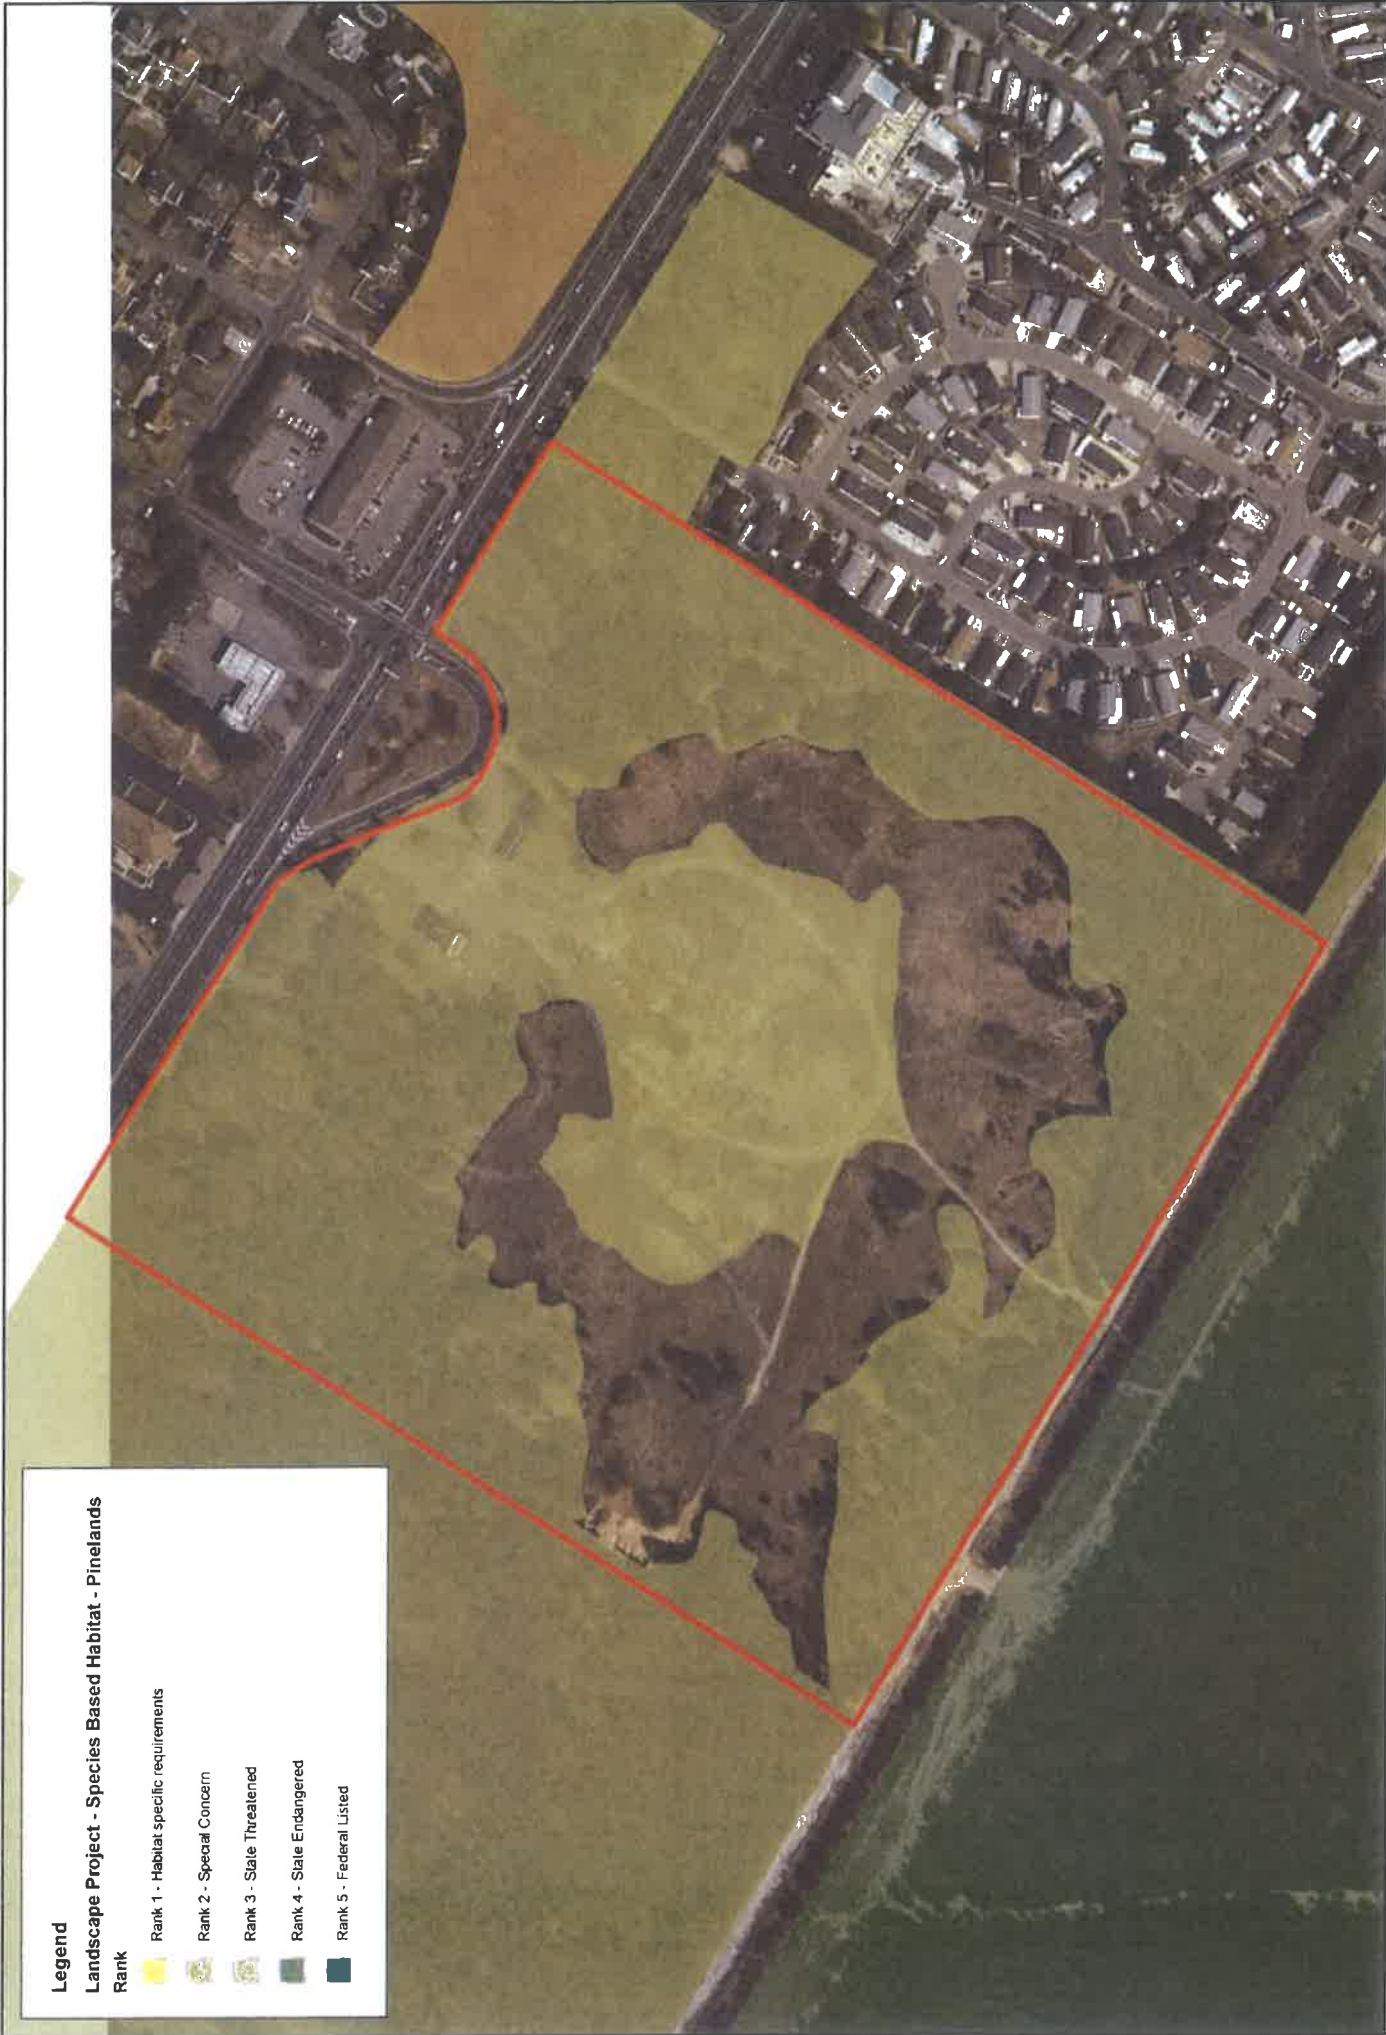 Legend
Landscape Project - Species Based Habitat - Pinelands
Rank
Rank 1 - Habitat specific requirements
Rank 2 - Special Concern
Rank 3 - State Threatened
Rank 4 - State Endangered
Rank 5 - Federal Listed